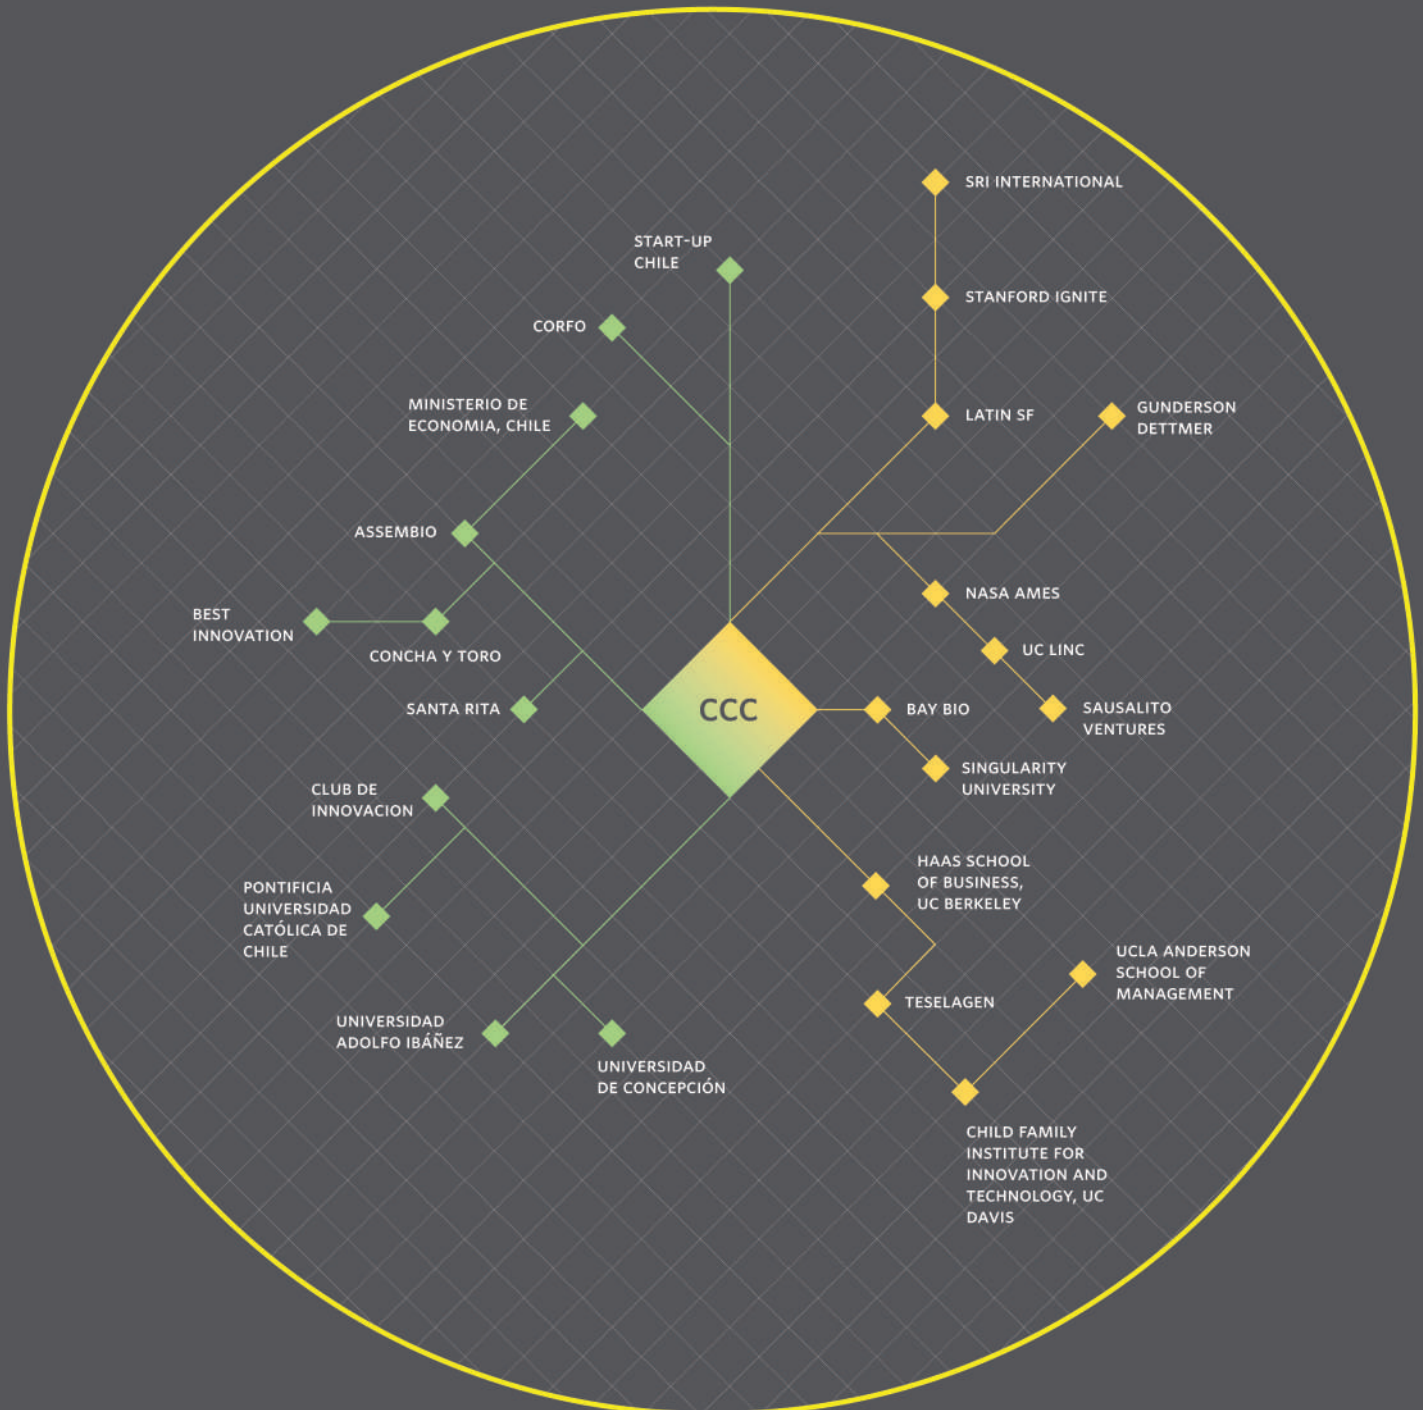 SRI INTERNATIONAL
START-UP
CHILE
STANFORD IGNITE
CORFO
MINISTERIO DE
ECONOMIA, CHILE
LATIN SF
GUNDERSON
DETTMER
ASSEMBIO
NASA AMES
BEST
INNOVATION
CONCHA Y TORO
UC LINC
SANTA RITA
CCC
BAY BIO
SAUSALITO
VENTURES
SINGULARITY
UNIVERSITY
CLUB DE
INNOVACION
HAAS SCHOOL
OF BUSINESS,
UC BERKELEY
PONTIFICIA
UNIVERSIDAD
CATÓLICA DE
CHILE
UCLA ANDERSON
SCHOOL OF
MANAGEMENT
TESELAGEN
UNIVERSIDAD
ADOLFO IBÁÑEZ
UNIVERSIDAD
DE CONCEPCIÓN
CHILD FAMILY
INSTITUTE FOR
INNOVATION AND
TECHNOLOGY, UC
DAVIS